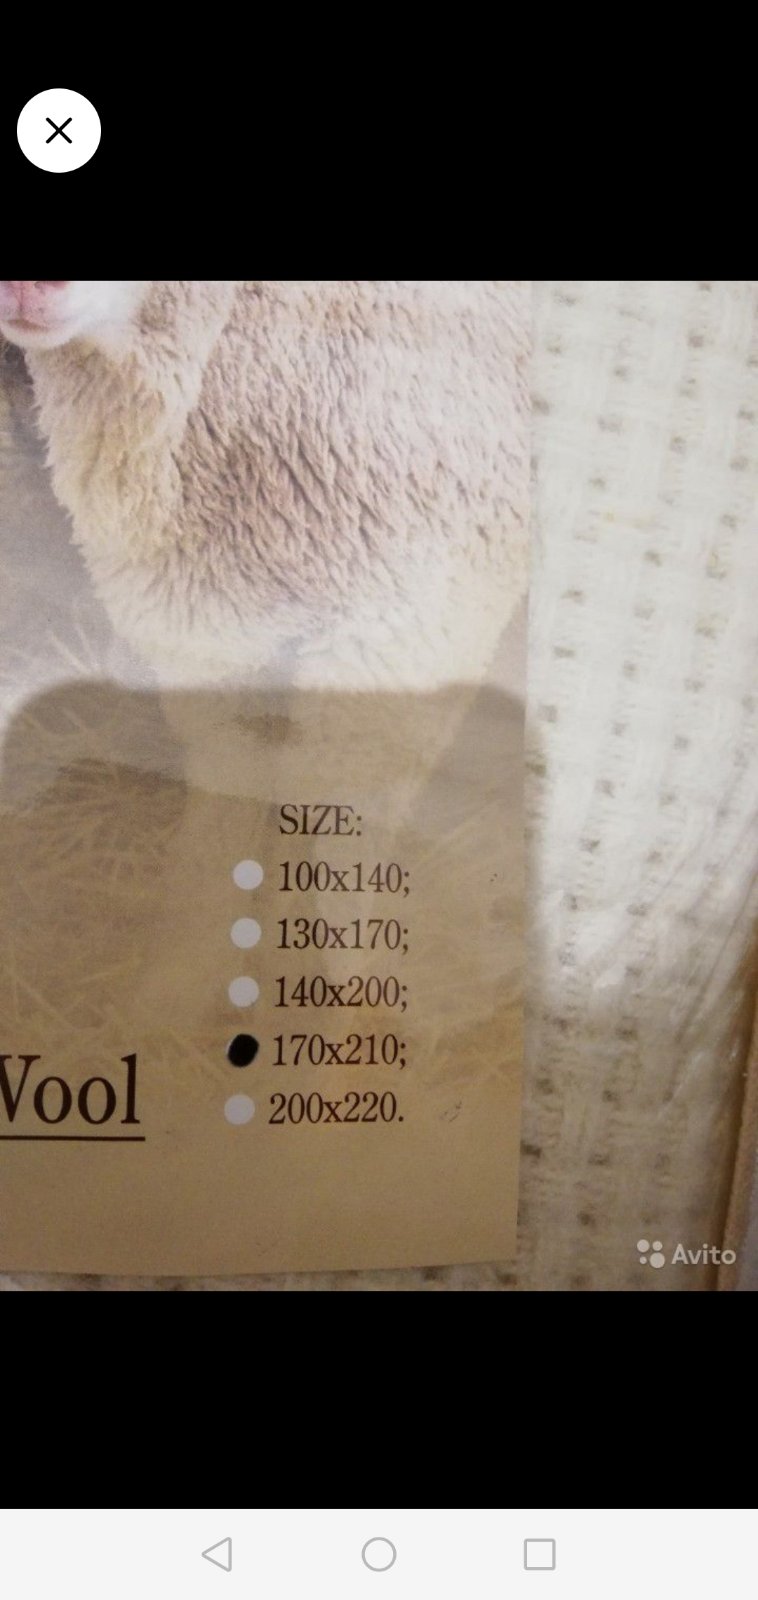 SIZE:
100x140;
130x170;
140x200;
170x210;
200x220.
Wool
Avito